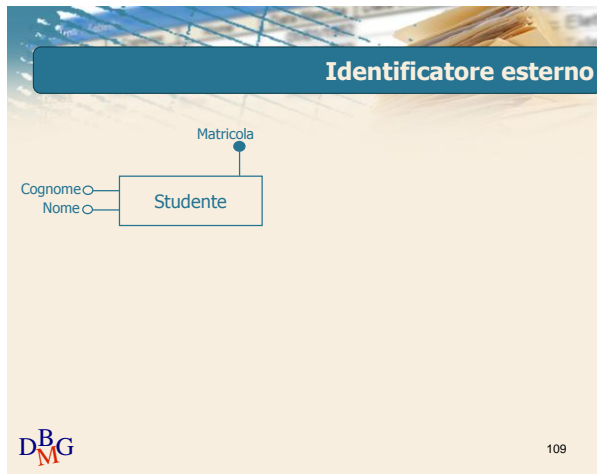 Identificatore esterno
Matricola
Cognome
Nome
Studente
DBMG
109